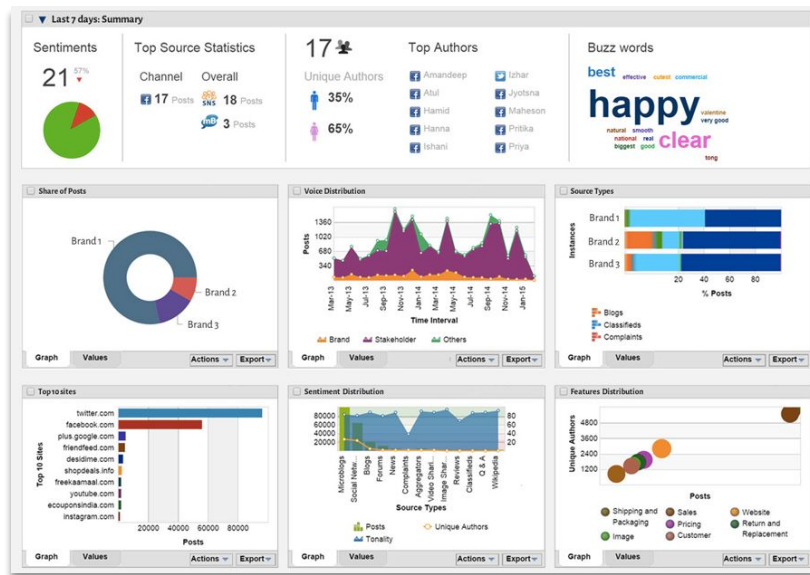 Last 7 days: Summary
Sentiments
21 57%
Top Source Statistics
Channel Overall
17 Posts
SNS 18 Posts
mB 3 Posts
17
Unique Authors
35%
65%
Top Authors
Amandeep Izhar
Atul Jyotsna
Hamid Maheson
Hanna Pritika
Ishani Priya
Buzz words
best effective cutest commercial
happy valentine
very good
natural smooth
national real clear
biggest good
tong
Share of Posts
Brand 1
Brand 2
Brand 3
Graph Values Actions Export
Voice Distribution
Posts
1360
1020
680
340
Mar-13 May-13 Jul-13 Sep-13 Nov-13 Jan-14 Mar-14 May-14 Jul-14 Sep-14 Nov-14 Jan-15
Time Interval
Brand Stakeholder Others
Graph Values Actions Export
Source Types
Instances
Brand 1
Brand 2
Brand 3
20 40 60 80
% Posts
Blogs
Classifieds
Complaints
Graph Values Actions Export
Top 10 sites
Top 10 Sites
twitter.com
facebook.com
plus.google.com
friendfeed.com
desidime.com
shopdeals.info
freekaamaal.com
youtube.com
ecouponsindia.com
instagram.com
20000 40000 60000 80000
Posts
Graph Values Actions Export
Sentiment Distribution
80000 80
60000 60
40000 40
20000 20
Microblogs Social Netw... Blogs Forums News Complaints Aggregators Video Shari... Image Shar... Reviews Classifieds Q & A Wikipedia
Source Types
Posts Unique Authors
Tonality
Graph Values Actions Export
Features Distribution
Unique Authors
4800
3600
2400
1200
Posts
Shipping and Packaging Sales Website
Image Pricing Return and Replacement
Customer
Graph Values Actions Export